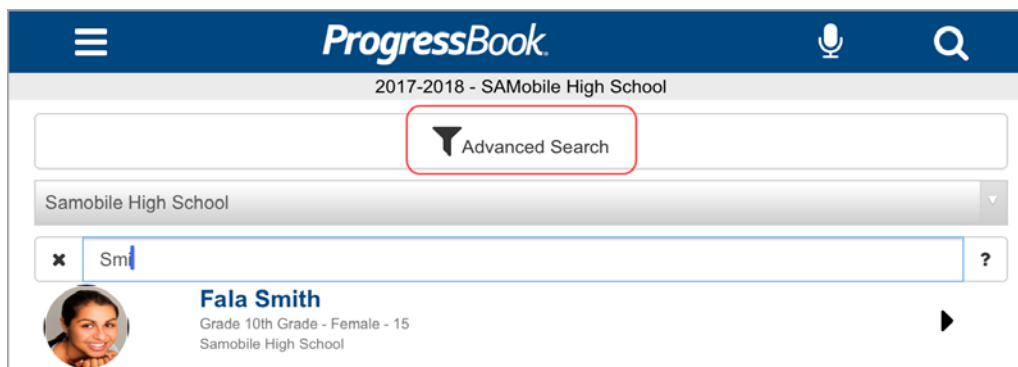 ProgressBook.
2017-2018 - SAMobile High School
Advanced Search
Samobile High School
Smi
?
Fala Smith
Grade 10th Grade - Female - 15
Samobile High School